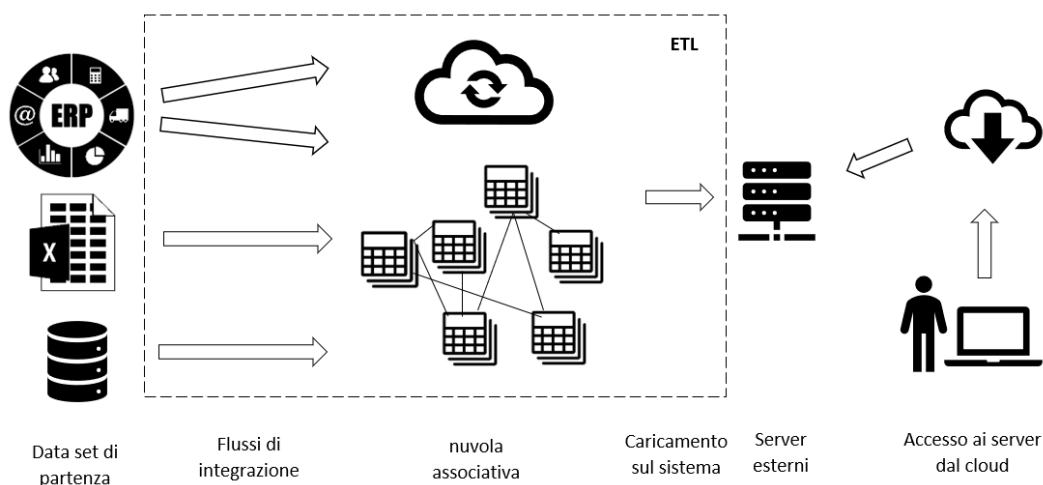 ETL
ERP
@
X
Data set di
partenza
Flussi di
integrazione
nuvola
associativa
Caricamento
sul sistema
Server
esterni
Accesso ai server
dal cloud